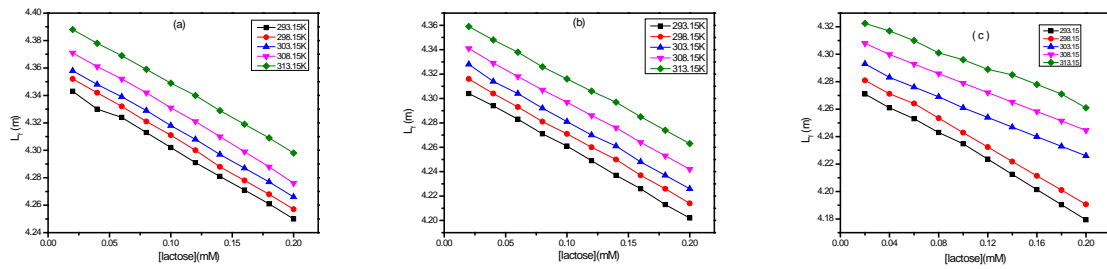 (a)
293.15K
298.15K
303.15K
308.15K
313.15K
4.40
4.38
4.36
4.34
4.32
4.30
4.28
4.26
4.24
Lγ (m)
0.00 0.05 0.10 0.15 0.20
[lactose](mM)
(b)
293.15K
298.15K
303.15K
308.15K
313.15K
4.36
4.34
4.32
4.30
4.28
4.26
4.24
4.22
4.20
Lγ (m)
0.00 0.05 0.10 0.15 0.20
[lactose](mM)
( c )
293.15
298.15
303.15
308.15
313.15
4.32
4.30
4.28
4.26
4.24
4.22
4.20
4.18
Lγ (m)
0.00 0.04 0.08 0.12 0.16 0.20
[lactose](mM)